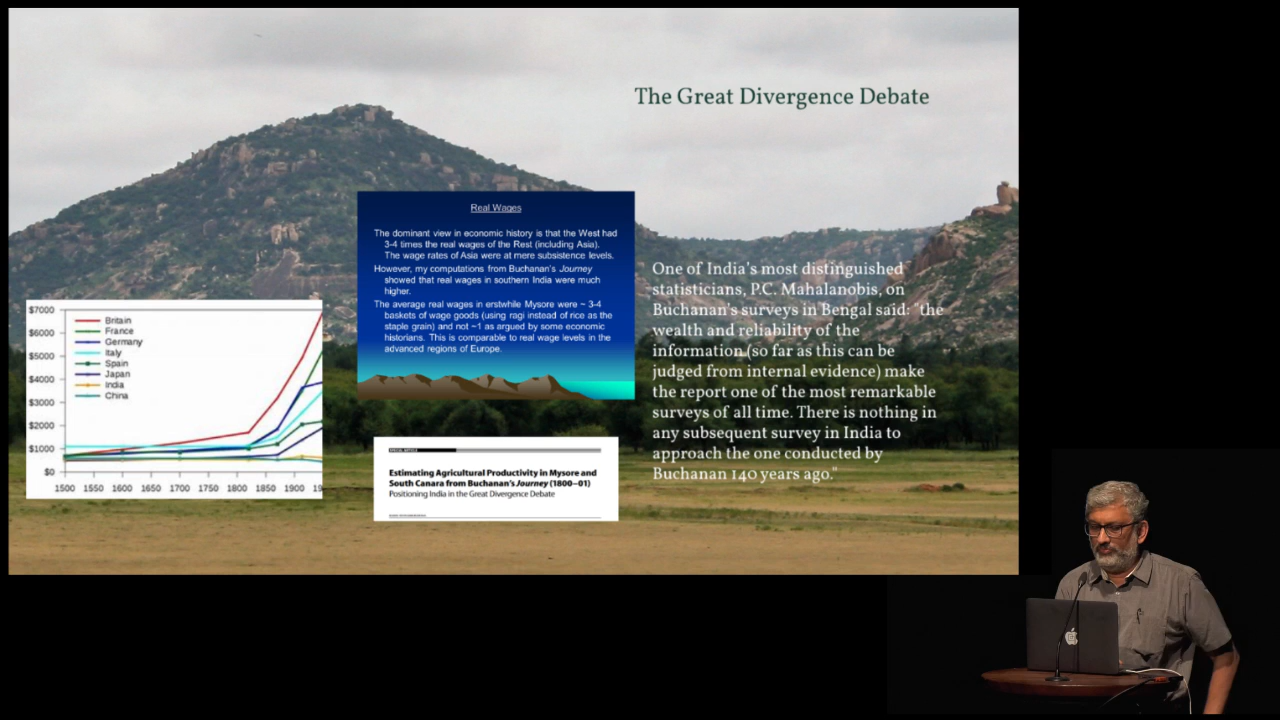 The Great Divergence Debate
Real Wages
The dominant view in economic history is that the West had
3-4 times the real wages of the Rest (including Asia).
The wage rates of Asia were at mere subsistence levels.
However, my computations from Buchanan's Journey
showed that real wages in southern India were much
higher.
The average real wages in erstwhile Mysore were ~ 3-4
baskets of wage goods (using ragi instead of rice as the
staple grain) and not ~1 as argued by some economic
historians. This is comparable to real wage levels in the
advanced regions of Europe.
One of India's most distinguished
statisticians, P.C. Mahalanobis, on
Buchanan's surveys in Bengal said: "the
wealth and reliability of the
information (so far as this can be
judged from internal evidence) make
the report one of the most remarkable
surveys of all time. There is nothing in
any subsequent survey in India to
approach the one conducted by
Buchanan 140 years ago."
$7000
$6000
$5000
$4000
$3000
$2000
$1000
$0
Britain
France
Germany
Italy
Spain
Japan
India
China
1500 1550 1600 1650 1700 1750 1800 1850 1900 19
SPECIAL ARTICLE
Estimating Agricultural Productivity in Mysore and
South Canara from Buchanan's Journey (1800–01)
Positioning India in the Great Divergence Debate